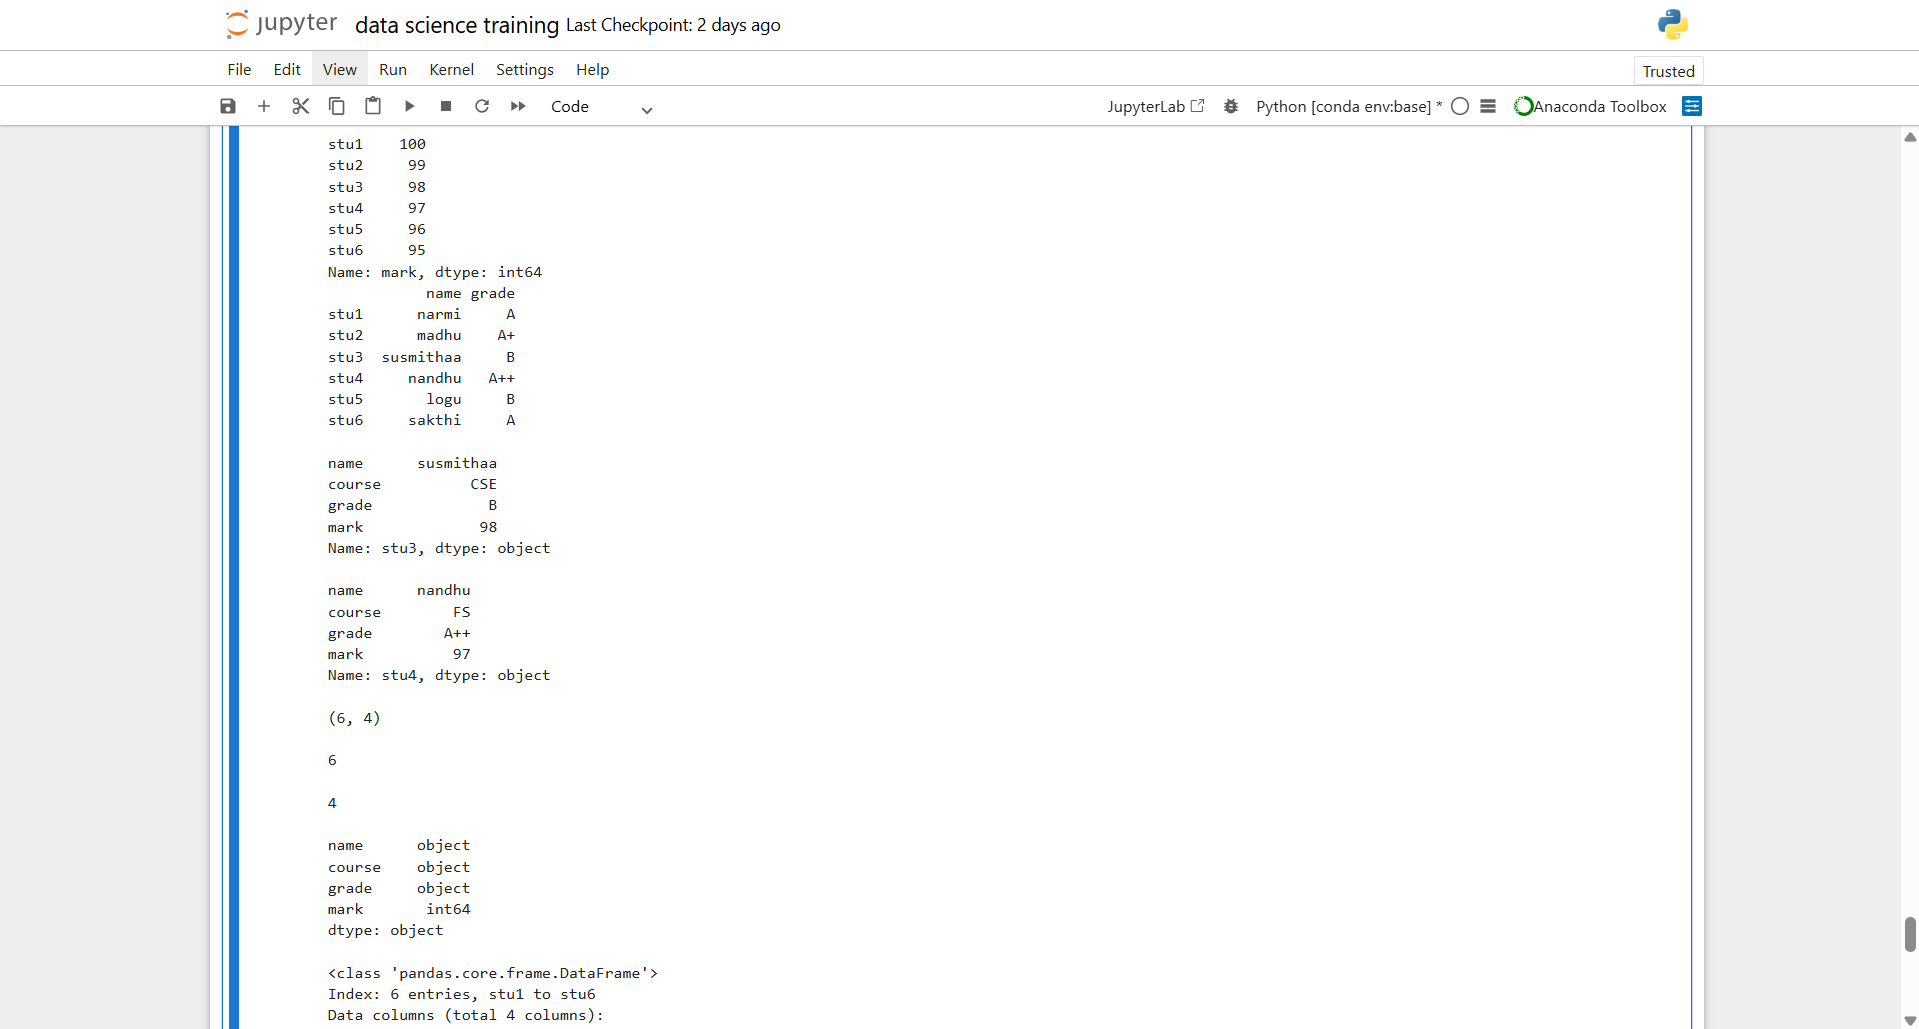 jupyter data science training Last Checkpoint: 2 days ago
File Edit View Run Kernel Settings Help Trusted
Code JupyterLab Python [conda env:base] * Anaconda Toolbox
stu1    100
stu2     99
stu3     98
stu4     97
stu5     96
stu6     95
Name: mark, dtype: int64
           name grade
stu1      narmi     A
stu2      madhu    A+
stu3  susmithaa     B
stu4     nandhu   A++
stu5       logu     B
stu6     sakthi     A
name      susmithaa
course          CSE
grade             B
mark             98
Name: stu3, dtype: object
name      nandhu
course        FS
grade        A++
mark          97
Name: stu4, dtype: object
(6, 4)
6
4
name      object
course    object
grade     object
mark       int64
dtype: object
<class 'pandas.core.frame.DataFrame'>
Index: 6 entries, stu1 to stu6
Data columns (total 4 columns):